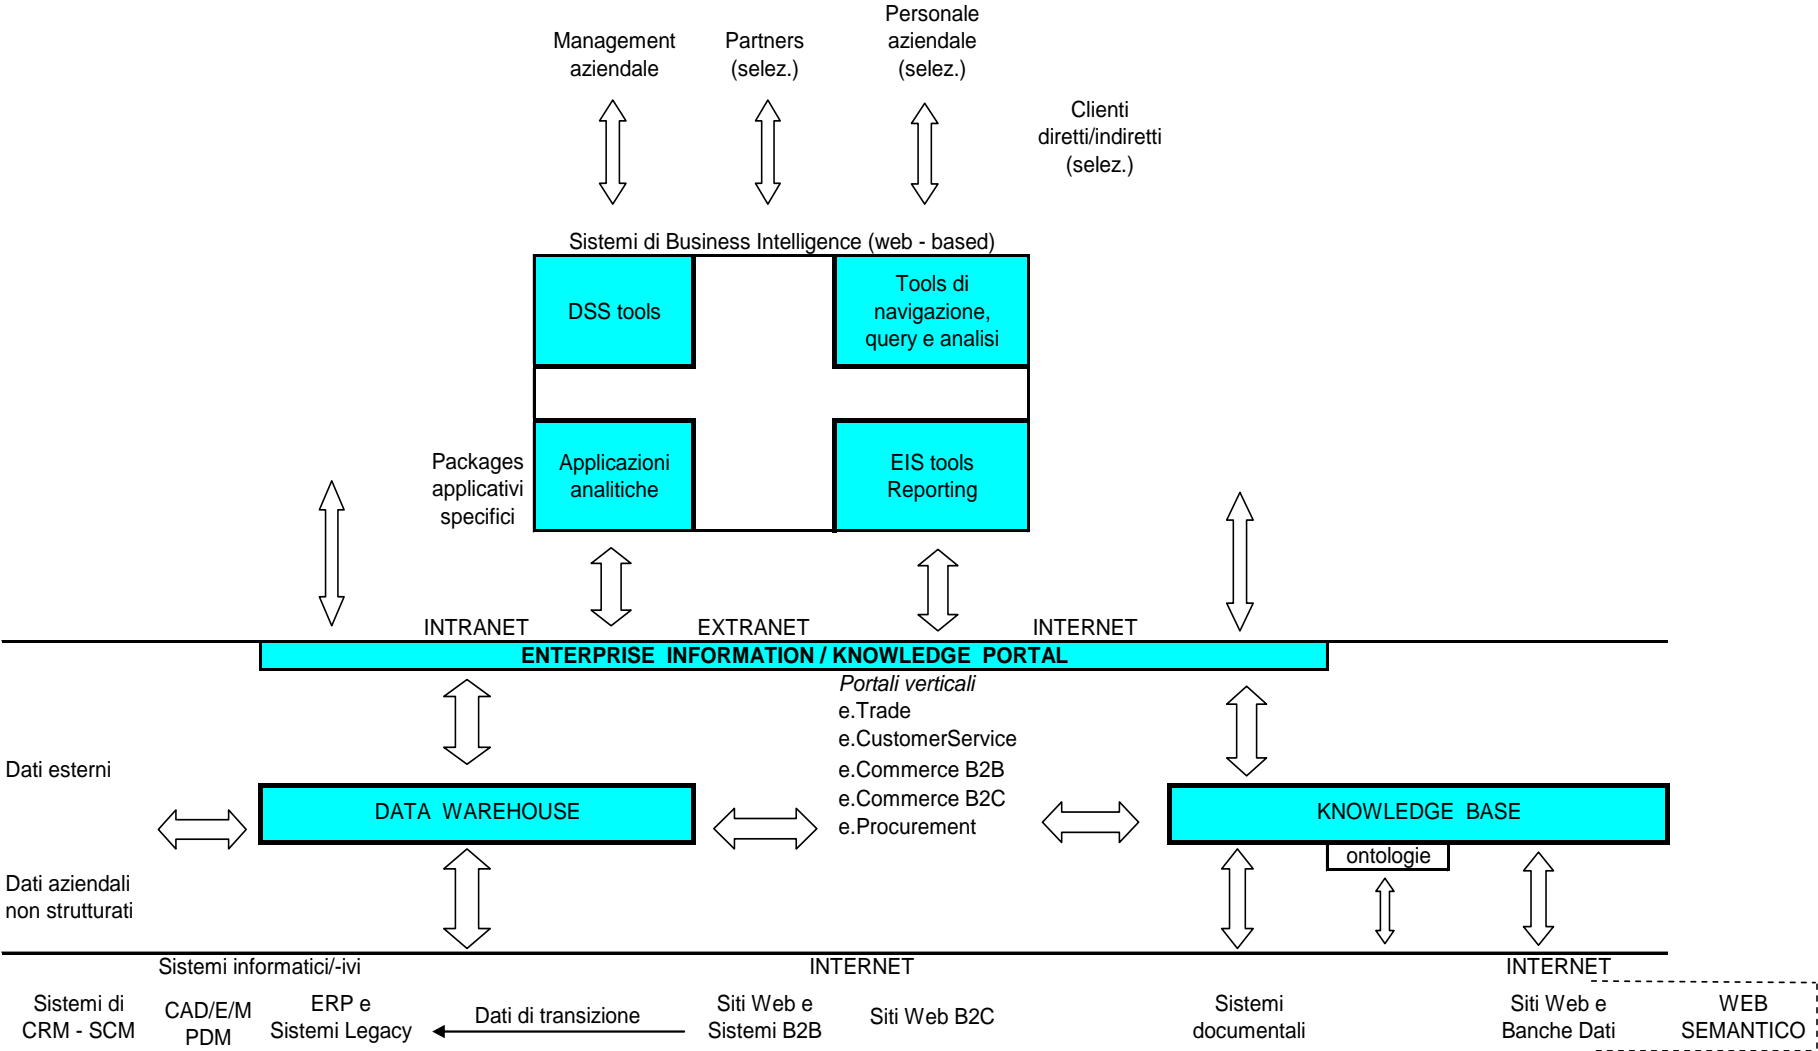 Management
aziendale
Partners
(selez.)
Personale
aziendale
(selez.)
Clienti
diretti/indiretti
(selez.)
Sistemi di Business Intelligence (web - based)
DSS tools
Tools di
navigazione,
query e analisi
Packages
applicativi
specifici
Applicazioni
analitiche
EIS tools
Reporting
INTRANET
EXTRANET
INTERNET
ENTERPRISE INFORMATION / KNOWLEDGE PORTAL
Portali verticali
e.Trade
e.CustomerService
e.Commerce B2B
e.Commerce B2C
e.Procurement
Dati esterni
DATA WAREHOUSE
KNOWLEDGE BASE
ontologie
Dati aziendali
non strutturati
Sistemi informatici/-ivi
INTERNET
INTERNET
Sistemi di
CRM - SCM
CAD/E/M
PDM
ERP e
Sistemi Legacy
Dati di transizione
Siti Web e
Sistemi B2B
Siti Web B2C
Sistemi
documentali
Siti Web e
Banche Dati
WEB
SEMANTICO